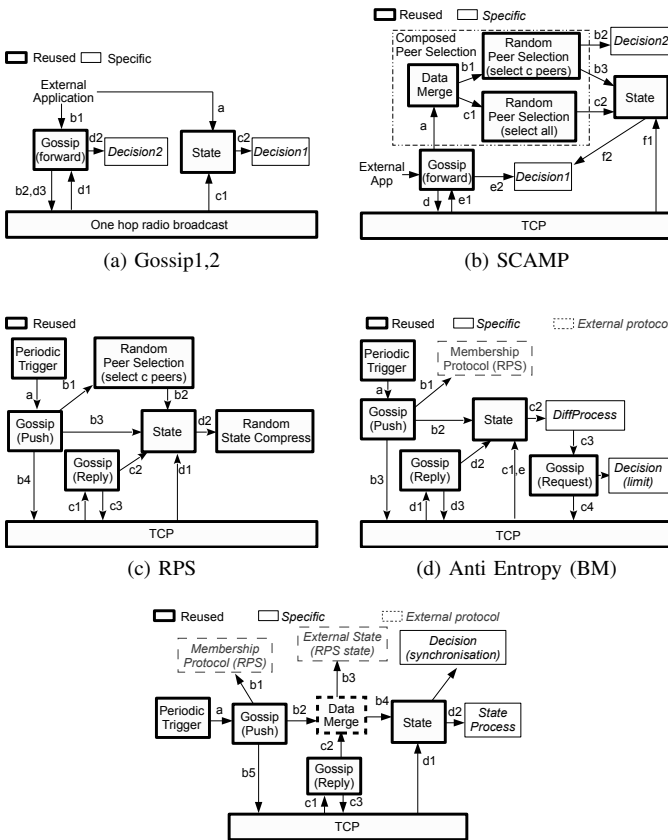 Reused Specific
External
Application
a
b1
Gossip
(forward)
d2
Decision2
State
c2
Decision1
b2,d3
d1
c1
One hop radio broadcast
(a) Gossip1,2
Reused Specific
Composed
Peer Selection
Random
Peer Selection
(select c peers)
b2
Decision2
b1
b3
Data
Merge
State
c1
Random
Peer Selection
(select all)
c2
a
f1
f2
External
App
Gossip
(forward)
e2
Decision1
d
e1
TCP
(b) SCAMP
Reused
Periodic
Trigger
Random
Peer Selection
(select c peers)
a
b1
b2
Gossip
(Push)
b3
State
d2
Random
State Compress
b4
Gossip
(Reply)
c2
d1
c1
c3
TCP
(c) RPS
Reused Specific External protoco
Periodic
Trigger
Membership
Protocol (RPS)
a
b1
Gossip
(Push)
b2
State
c2
DiffProcess
c3
b3
Gossip
(Reply)
d2
c1,e
Gossip
(Request)
Decision
(limit)
d1
d3
c4
TCP
(d) Anti Entropy (BM)
Reused Specific External protocol
Membership
Protocol (RPS)
External State
(RPS state)
Decision
(synchronisation)
b1
b3
Periodic
Trigger
a
Gossip
(Push)
b2
Data
Merge
b4
State
d2
State
Process
b5
c2
Gossip
(Reply)
d1
c1
c3
TCP